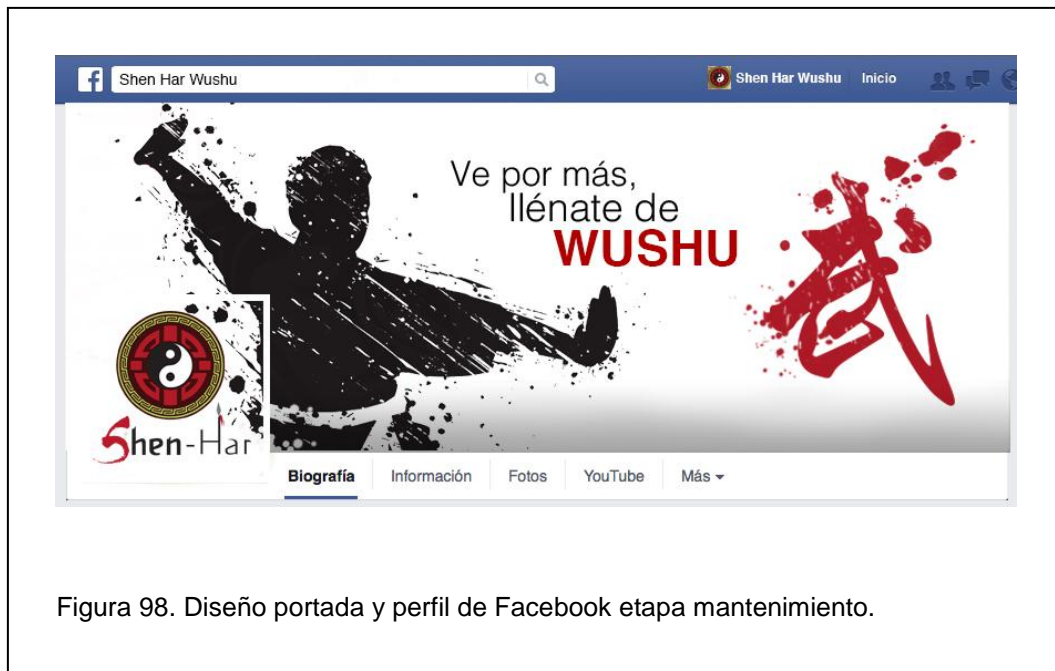 Shen Har Wushu
Shen Har Wushu Inicio
Ve por más,
llénate de
WUSHU
武
Shen-Har
Biografía Información Fotos YouTube Más
Figura 98. Diseño portada y perfil de Facebook etapa mantenimiento.